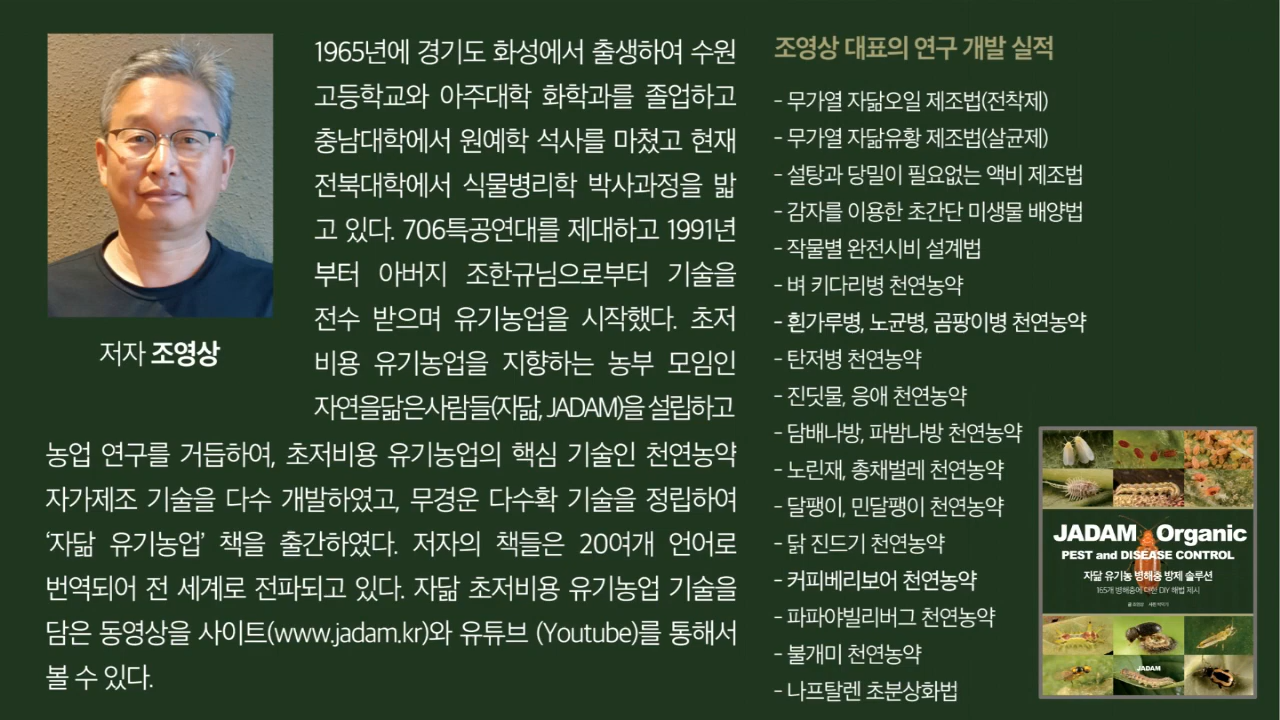 1965년에 경기도 화성에서 출생하여 수원
고등학교와 아주대학 화학과를 졸업하고
충남대학에서 원예학 석사를 마쳤고 현재
전북대학에서 식물병리학 박사과정을 밟
고 있다. 706특공연대를 제대하고 1991년
부터 아버지 조한규님으로부터 기술을
전수 받으며 유기농업을 시작했다. 초저
비용 유기농업을 지향하는 농부 모임인
자연을닮은사람들(자닮, JADAM)을 설립하고
농업 연구를 거듭하여, 초저비용 유기농업의 핵심 기술인 천연농약
자가제조 기술을 다수 개발하였고, 무경운 다수확 기술을 정립하여
‘자닮 유기농업’ 책을 출간하였다. 저자의 책들은 20여개 언어로
번역되어 전 세계로 전파되고 있다. 자닮 초저비용 유기농업 기술을
담은 동영상을 사이트(www.jadam.kr)와 유튜브 (Youtube)를 통해서
볼 수 있다.
저자 조영상
조영상 대표의 연구 개발 실적
- 무가열 자닮오일 제조법(전착제)
- 무가열 자닮유황 제조법(살균제)
- 설탕과 당밀이 필요없는 액비 제조법
- 감자를 이용한 초간단 미생물 배양법
- 작물별 완전시비 설계법
- 벼 키다리병 천연농약
- 흰가루병, 노균병, 곰팡이병 천연농약
- 탄저병 천연농약
- 진딧물, 응애 천연농약
- 담배나방, 파밤나방 천연농약
- 노린재, 총채벌레 천연농약
- 달팽이, 민달팽이 천연농약
- 닭 진드기 천연농약
- 커피베리보어 천연농약
- 파파야빌리버그 천연농약
- 불개미 천연농약
- 나프탈렌 초분상화법
JADAM Organic
PEST and DISEASE CONTROL
자닮 유기농 병해충 방제 솔루션
165개 병해충에 대한 DIY 해법 제시
JADAM